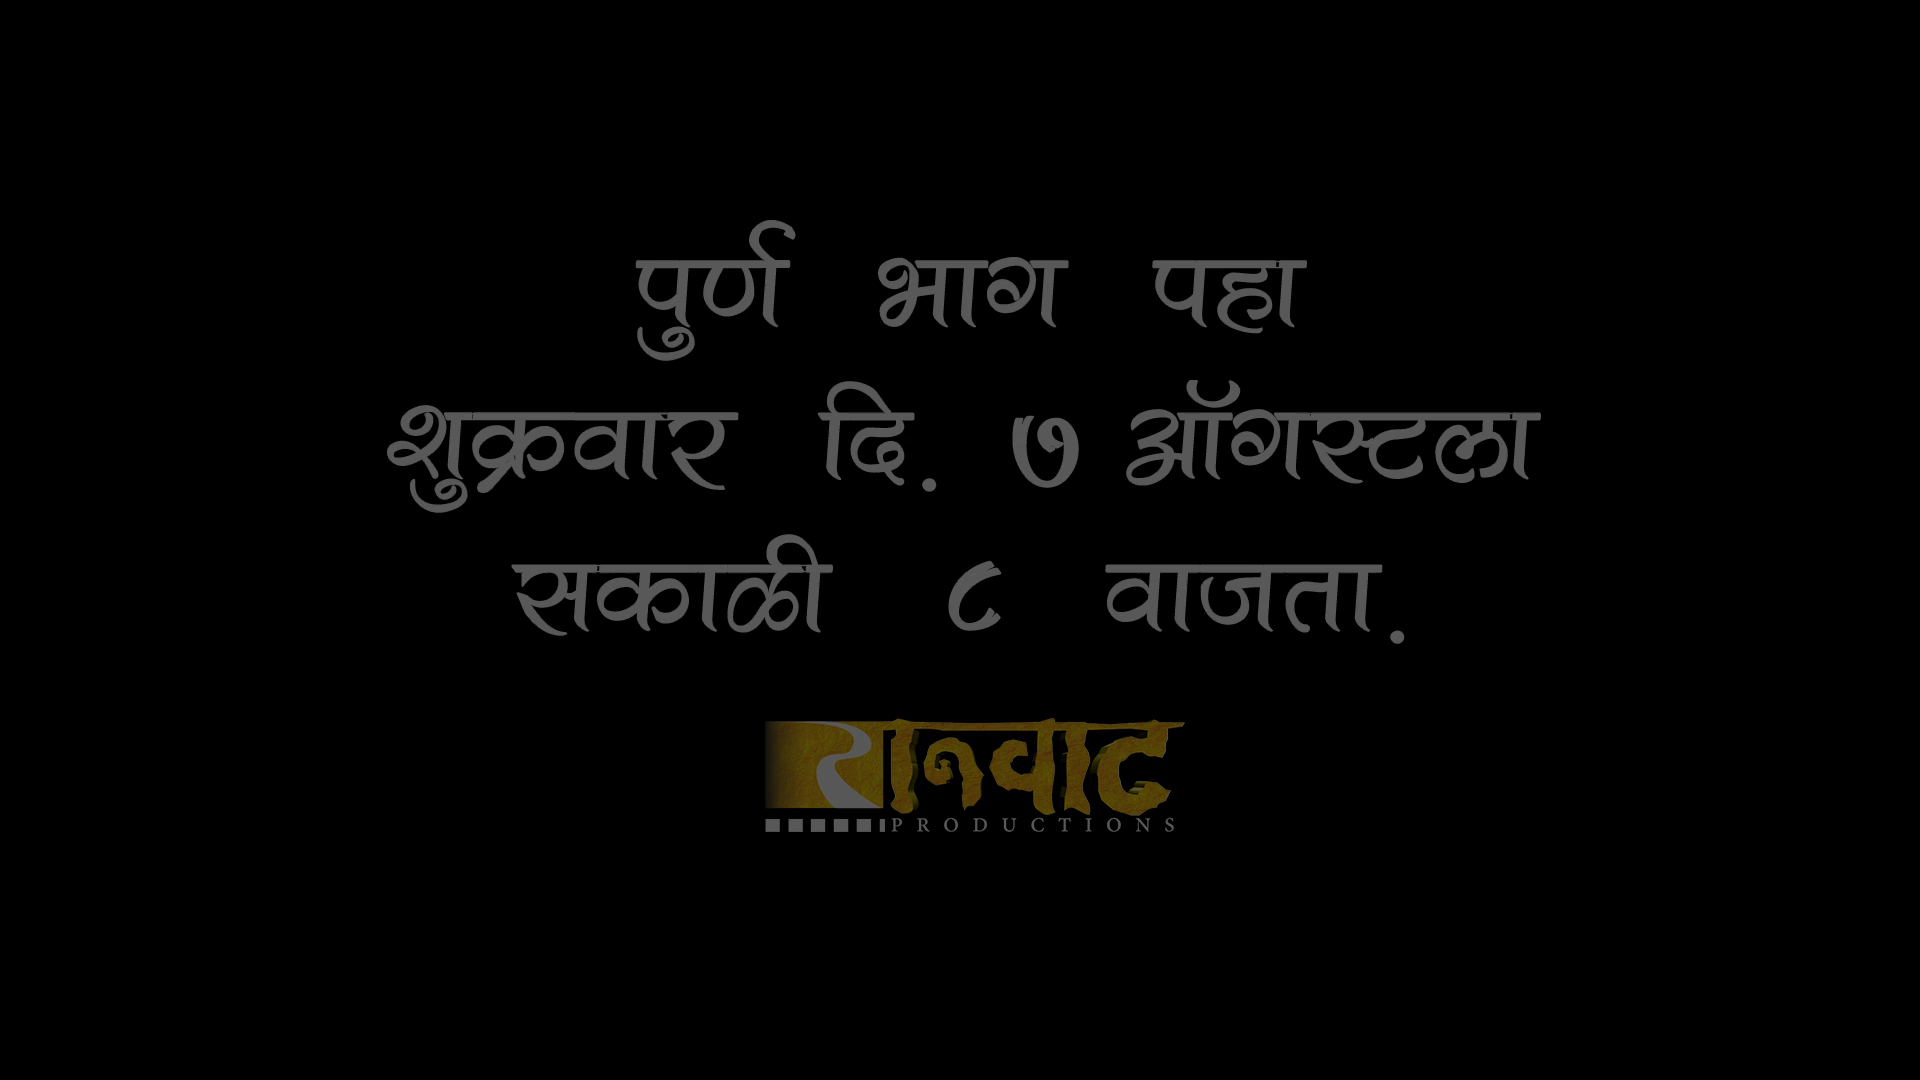 पुर्ण भाग पहा
शुक्रवार दि. ७ ऑगस्टला
सकाळी ८ वाजता.
रानवाट
PRODUCTIONS